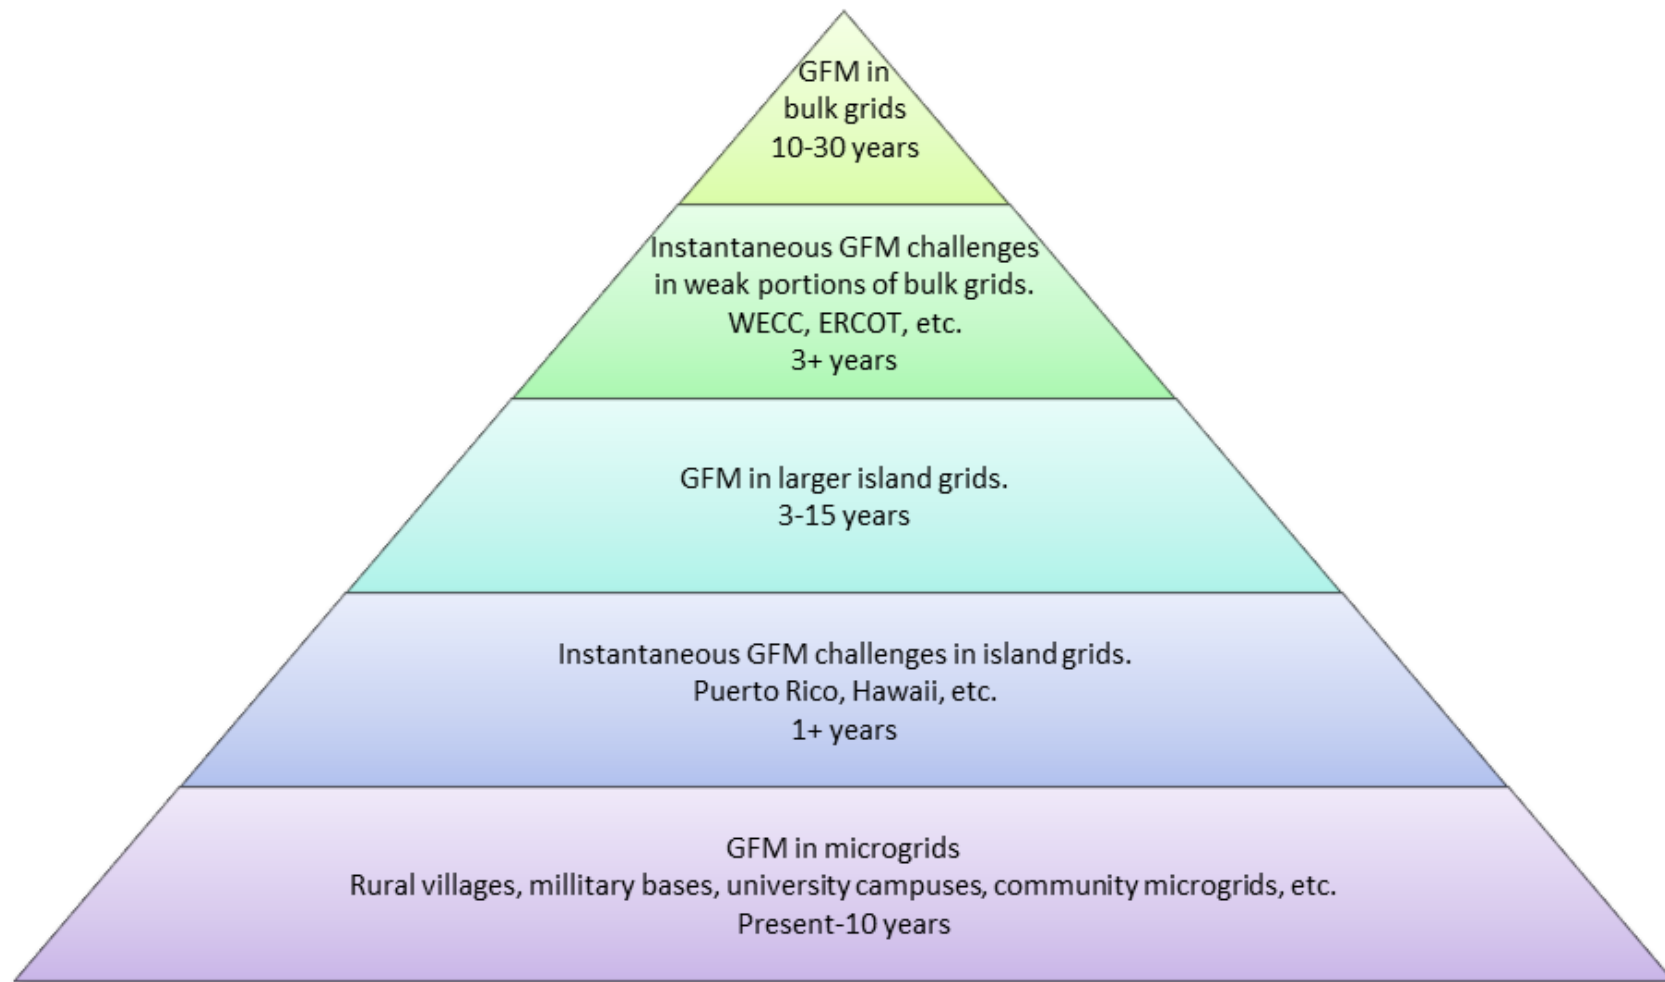 GFM in
bulk grids
10-30 years
Instantaneous GFM challenges
in weak portions of bulk grids.
WECC, ERCOT, etc.
3+ years
GFM in larger island grids.
3-15 years
Instantaneous GFM challenges in island grids.
Puerto Rico, Hawaii, etc.
1+ years
GFM in microgrids
Rural villages, millitary bases, university campuses, community microgrids, etc.
Present-10 years